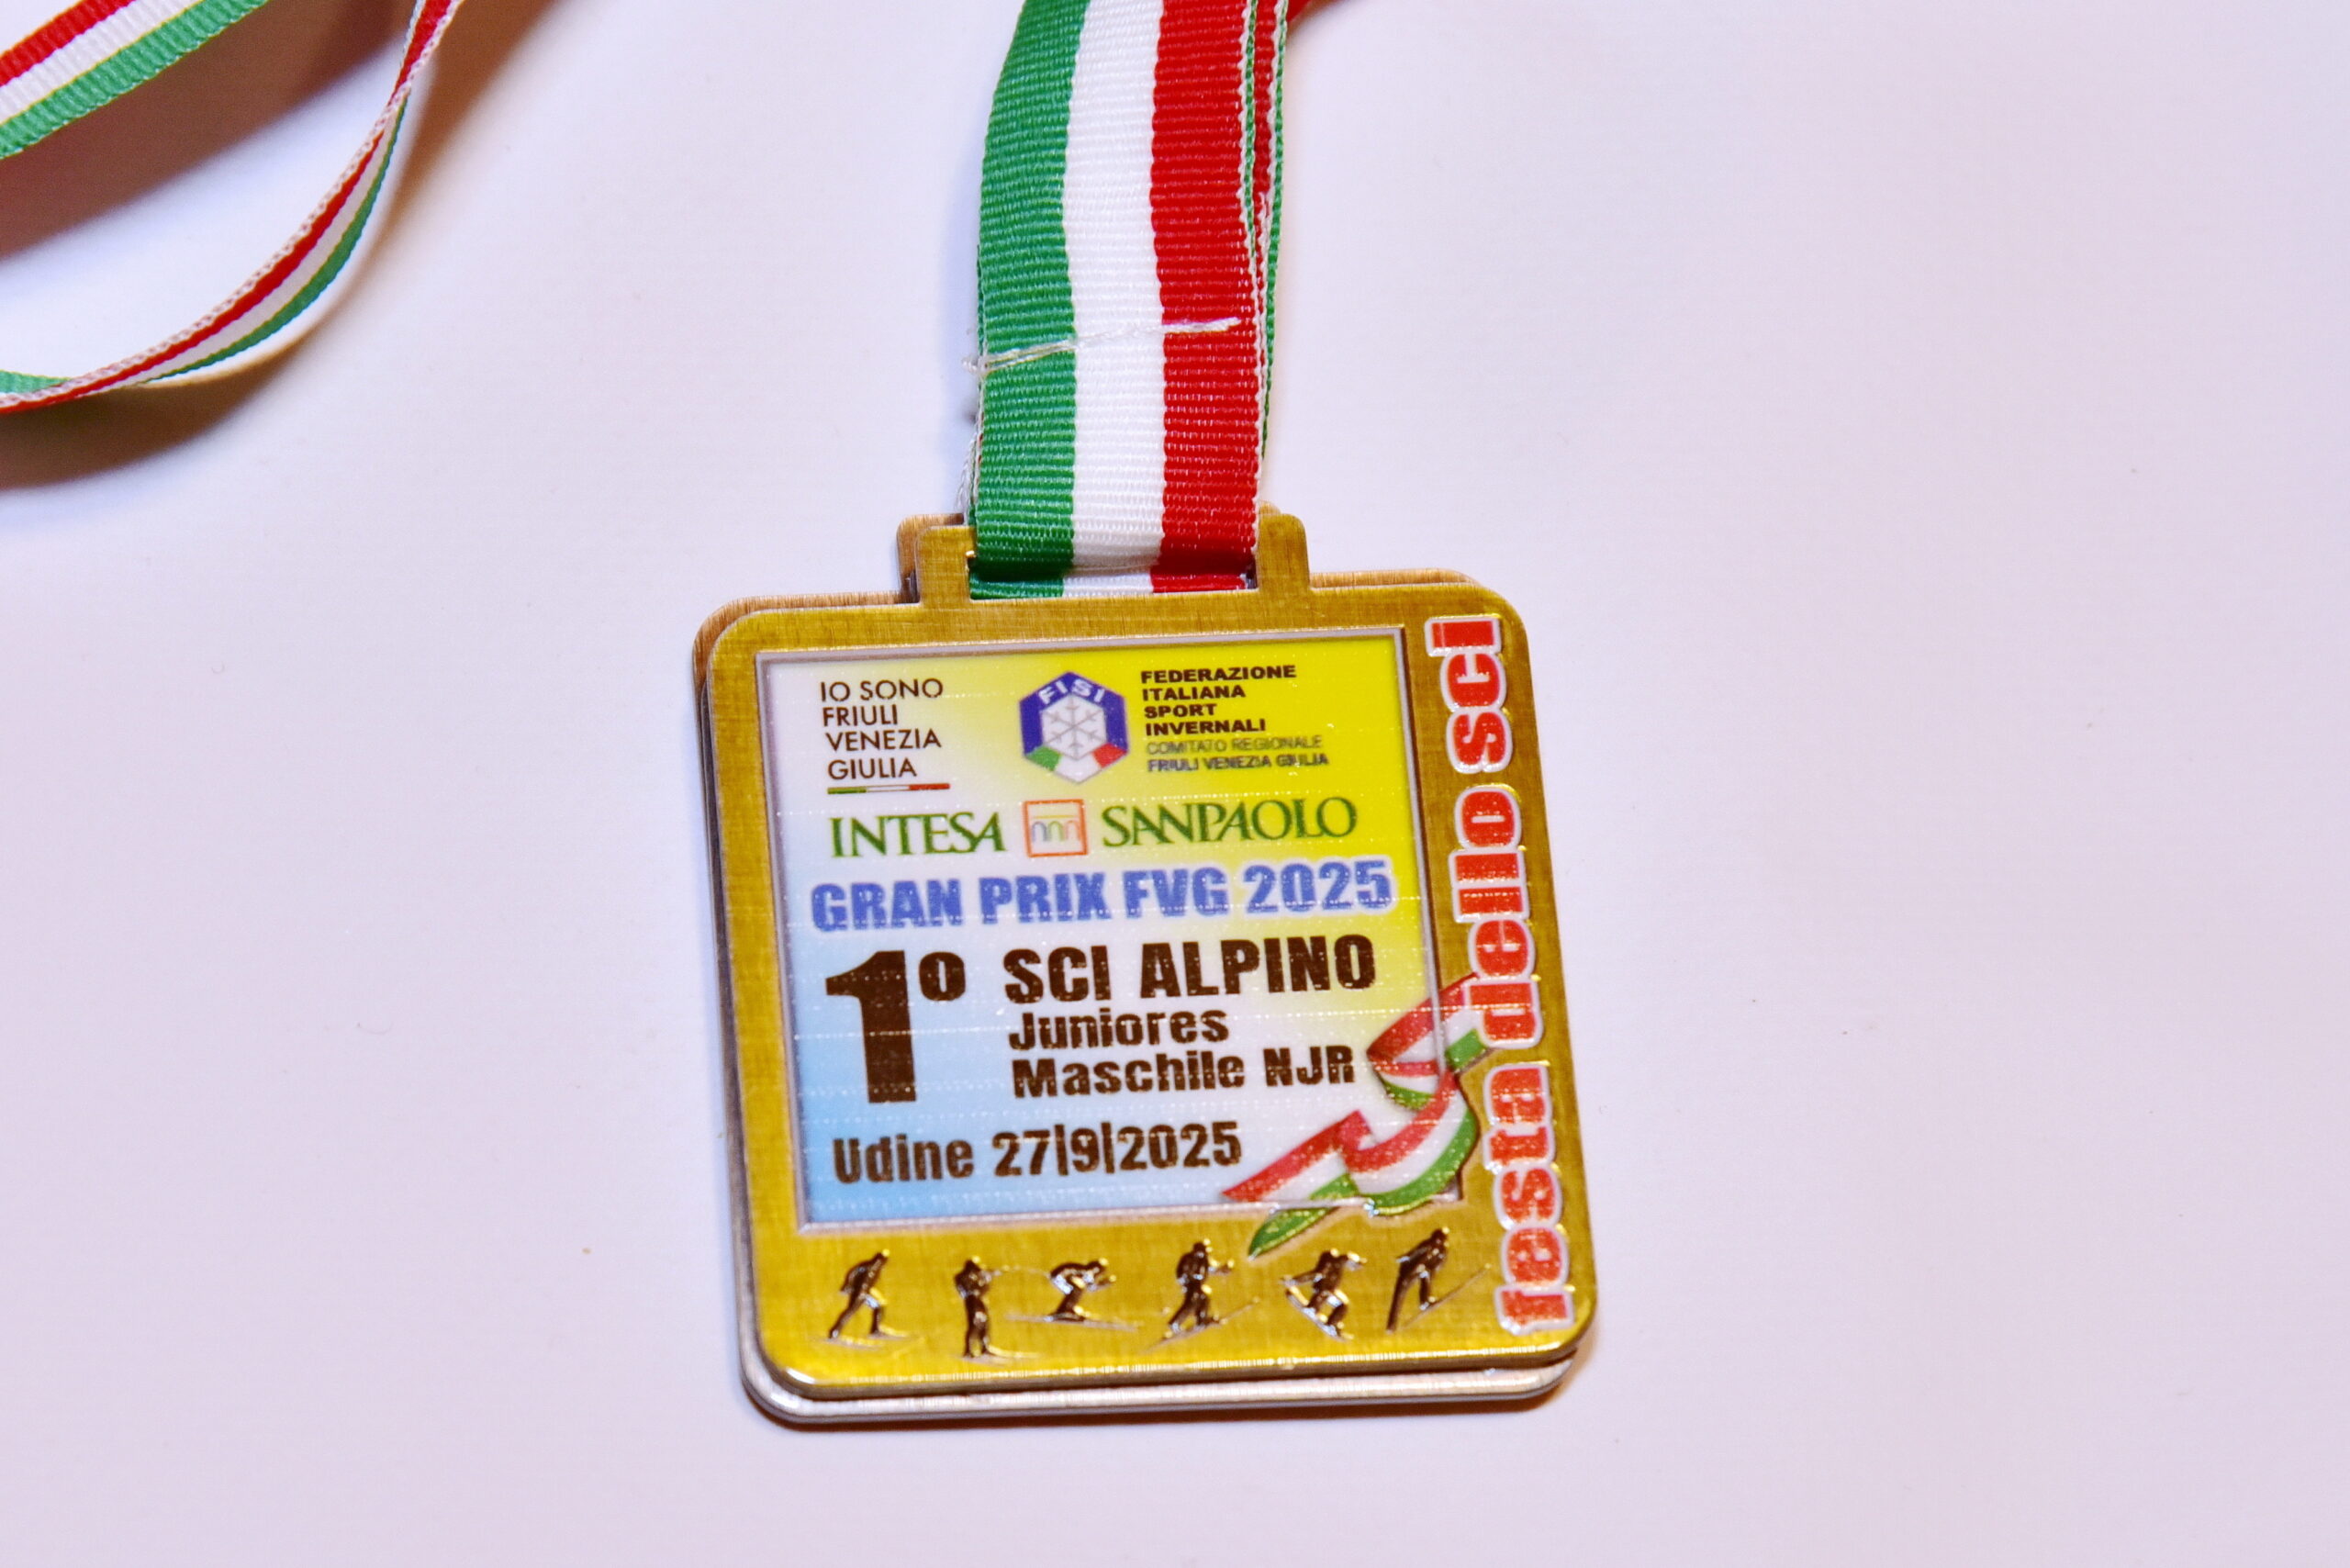 IO SONO
FRIULI
VENEZIA
GIULIA
FISI
FEDERAZIONE
ITALIANA
SPORT
INVERNALI
COMITATO REGIONALE
FRIULI VENEZIA GIULIA
INTESA SANPAOLO
GRAN PRIX FVG 2025
1° SCI ALPINO
Juniores
Maschile NJR
Udine 27|9|2025
festa dello sci